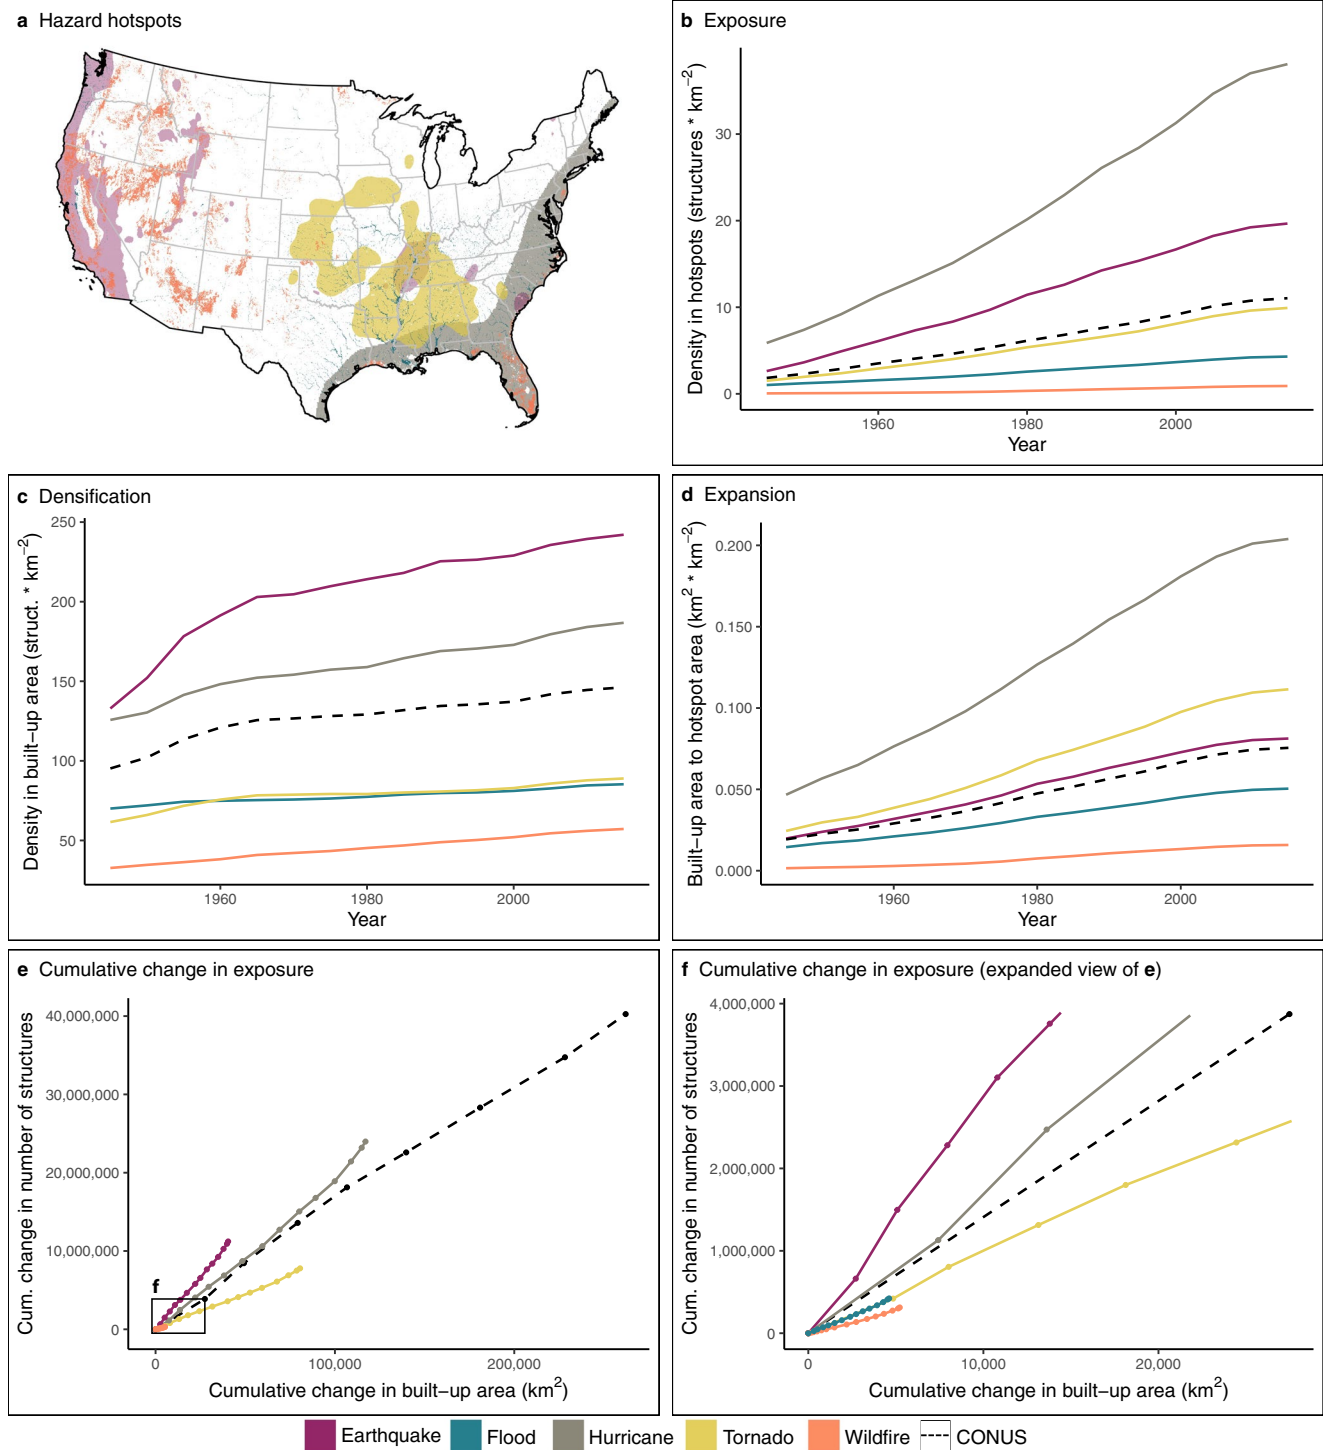 a Hazard hotspots
b Exposure
Density in hotspots (structures * km−2)
30
20
10
0
1960
1980
2000
Year
c Densification
Density in built−up area (struct. * km−2)
250
200
150
100
50
1960
1980
2000
Year
d Expansion
Built−up area to hotspot area (km2 * km−2)
0.200
0.150
0.100
0.050
0.000
1960
1980
2000
Year
e Cumulative change in exposure
Cum. change in number of structures
40,000,000
30,000,000
20,000,000
10,000,000
0
f
0
100,000
200,000
Cumulative change in built−up area (km2)
f Cumulative change in exposure (expanded view of e)
Cum. change in number of structures
4,000,000
3,000,000
2,000,000
1,000,000
0
0
10,000
20,000
Cumulative change in built−up area (km2)
Earthquake
Flood
Hurricane
Tornado
Wildfire
CONUS